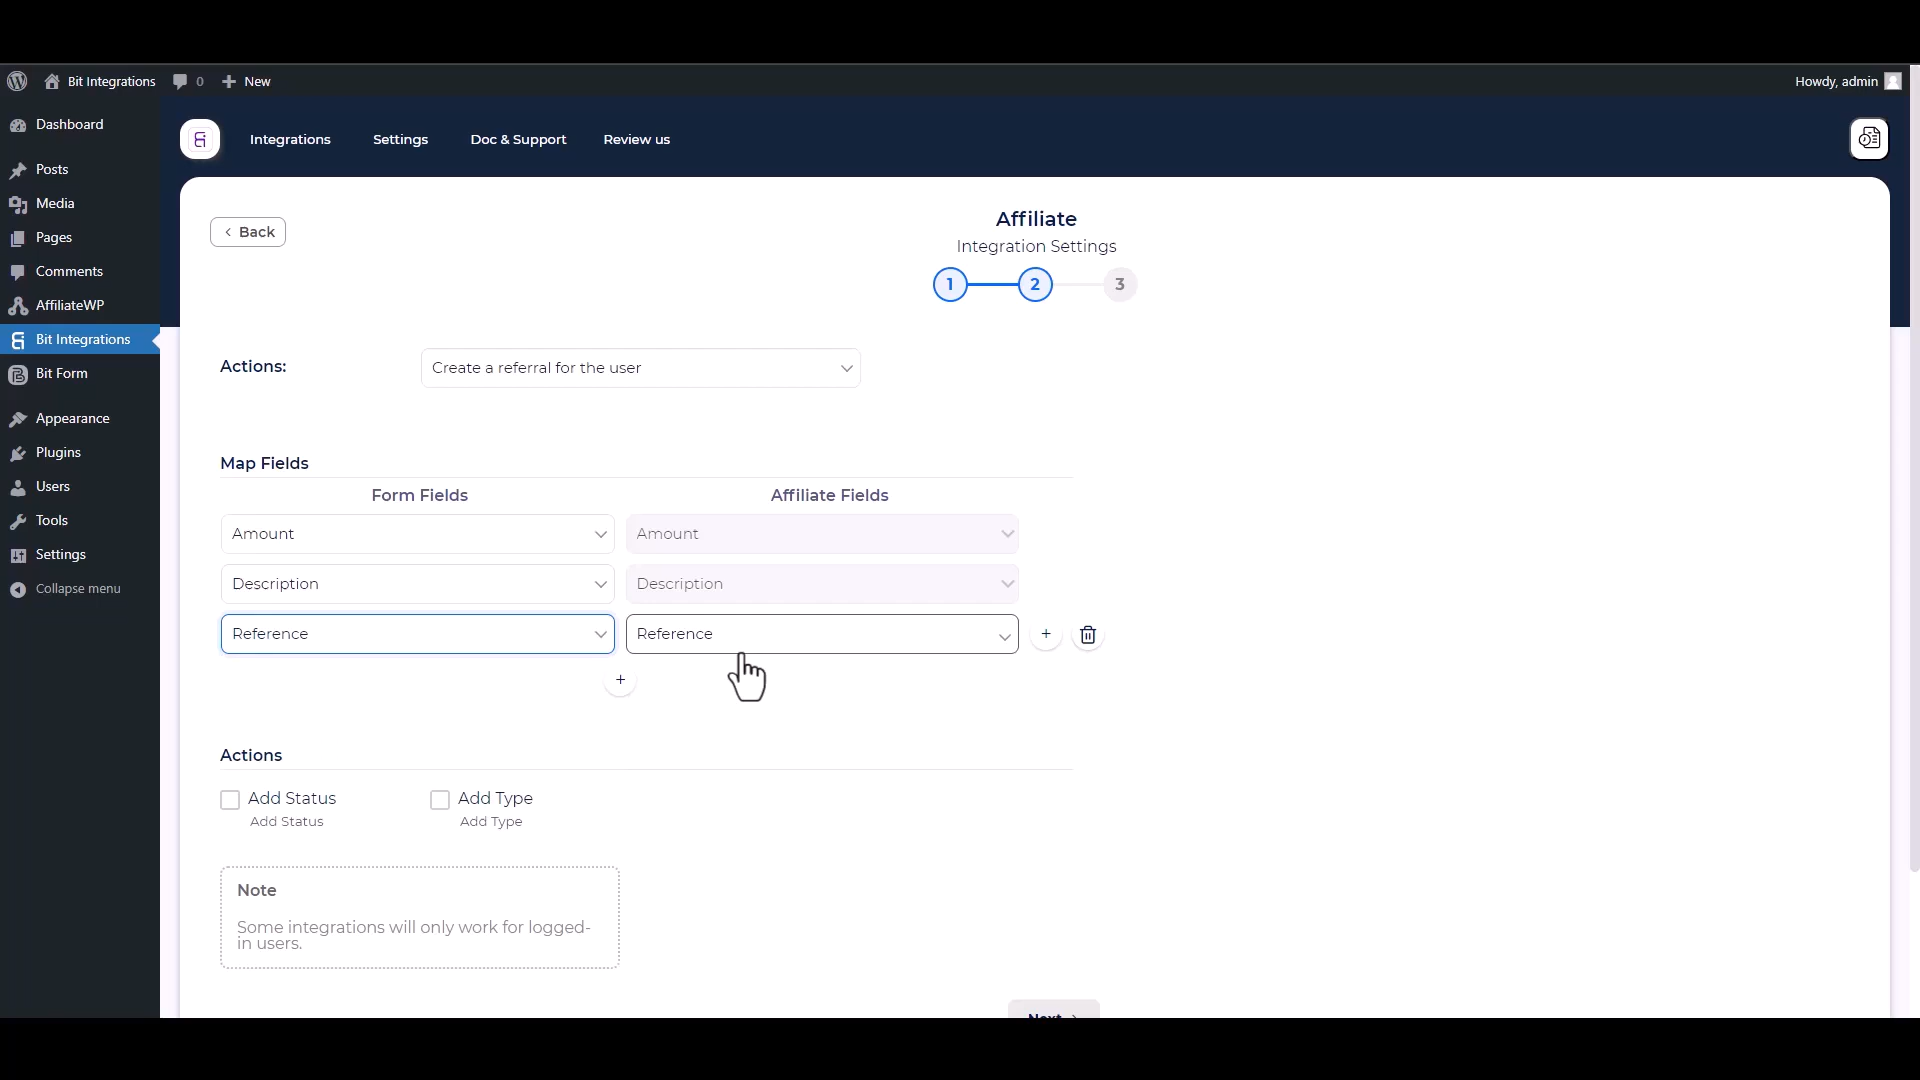 Bit Integrations
0
New
Howdy, admin
Dashboard
Posts
Media
Pages
Comments
AffiliateWP
Bit Integrations
Bit Form
Appearance
Plugins
Users
Tools
Settings
Collapse menu
Integrations
Settings
Doc & Support
Review us
Back
Affiliate
Integration Settings
1
2
3
Actions:
Create a referral for the user
Map Fields
Form Fields
Affiliate Fields
Amount
Amount
Description
Description
Reference
Reference
+
+
Actions
Add Status
Add Status
Add Type
Add Type
Note
Some integrations will only work for logged-
in users.
Next